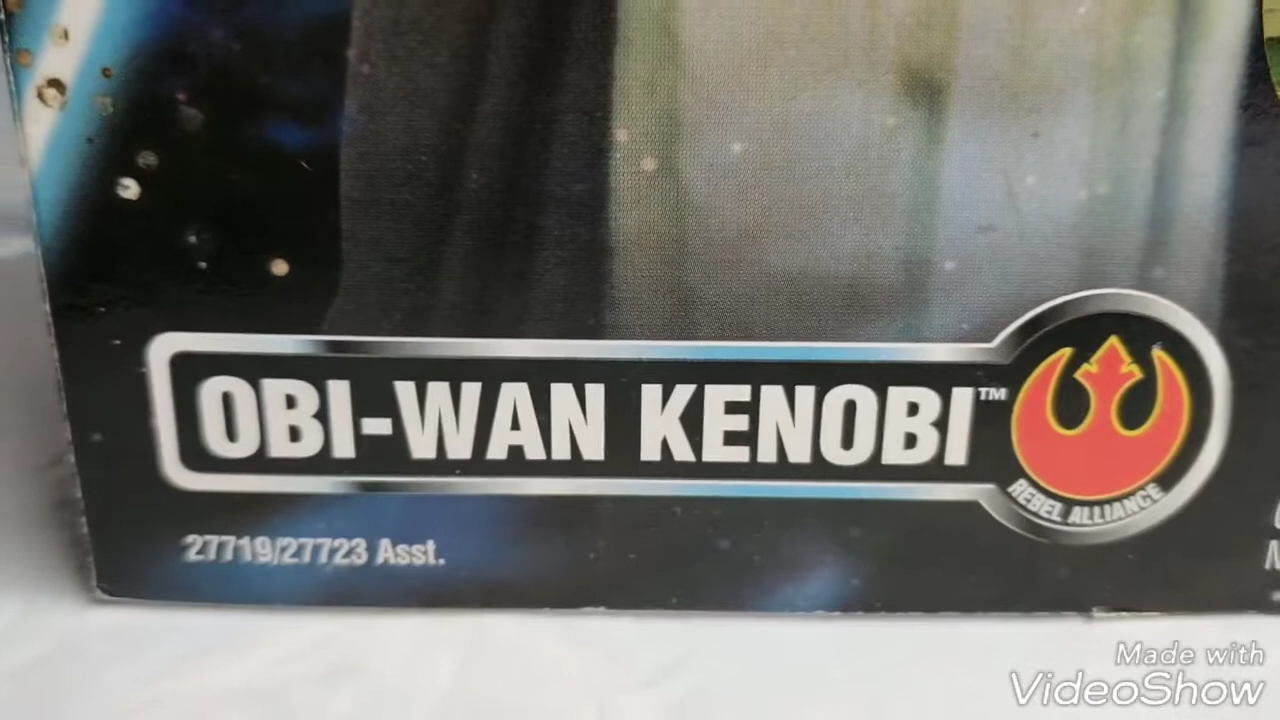 OBI-WAN KENOBI™
REBEL ALLIANCE
27719/27723 Asst.
Made with
VideoShow